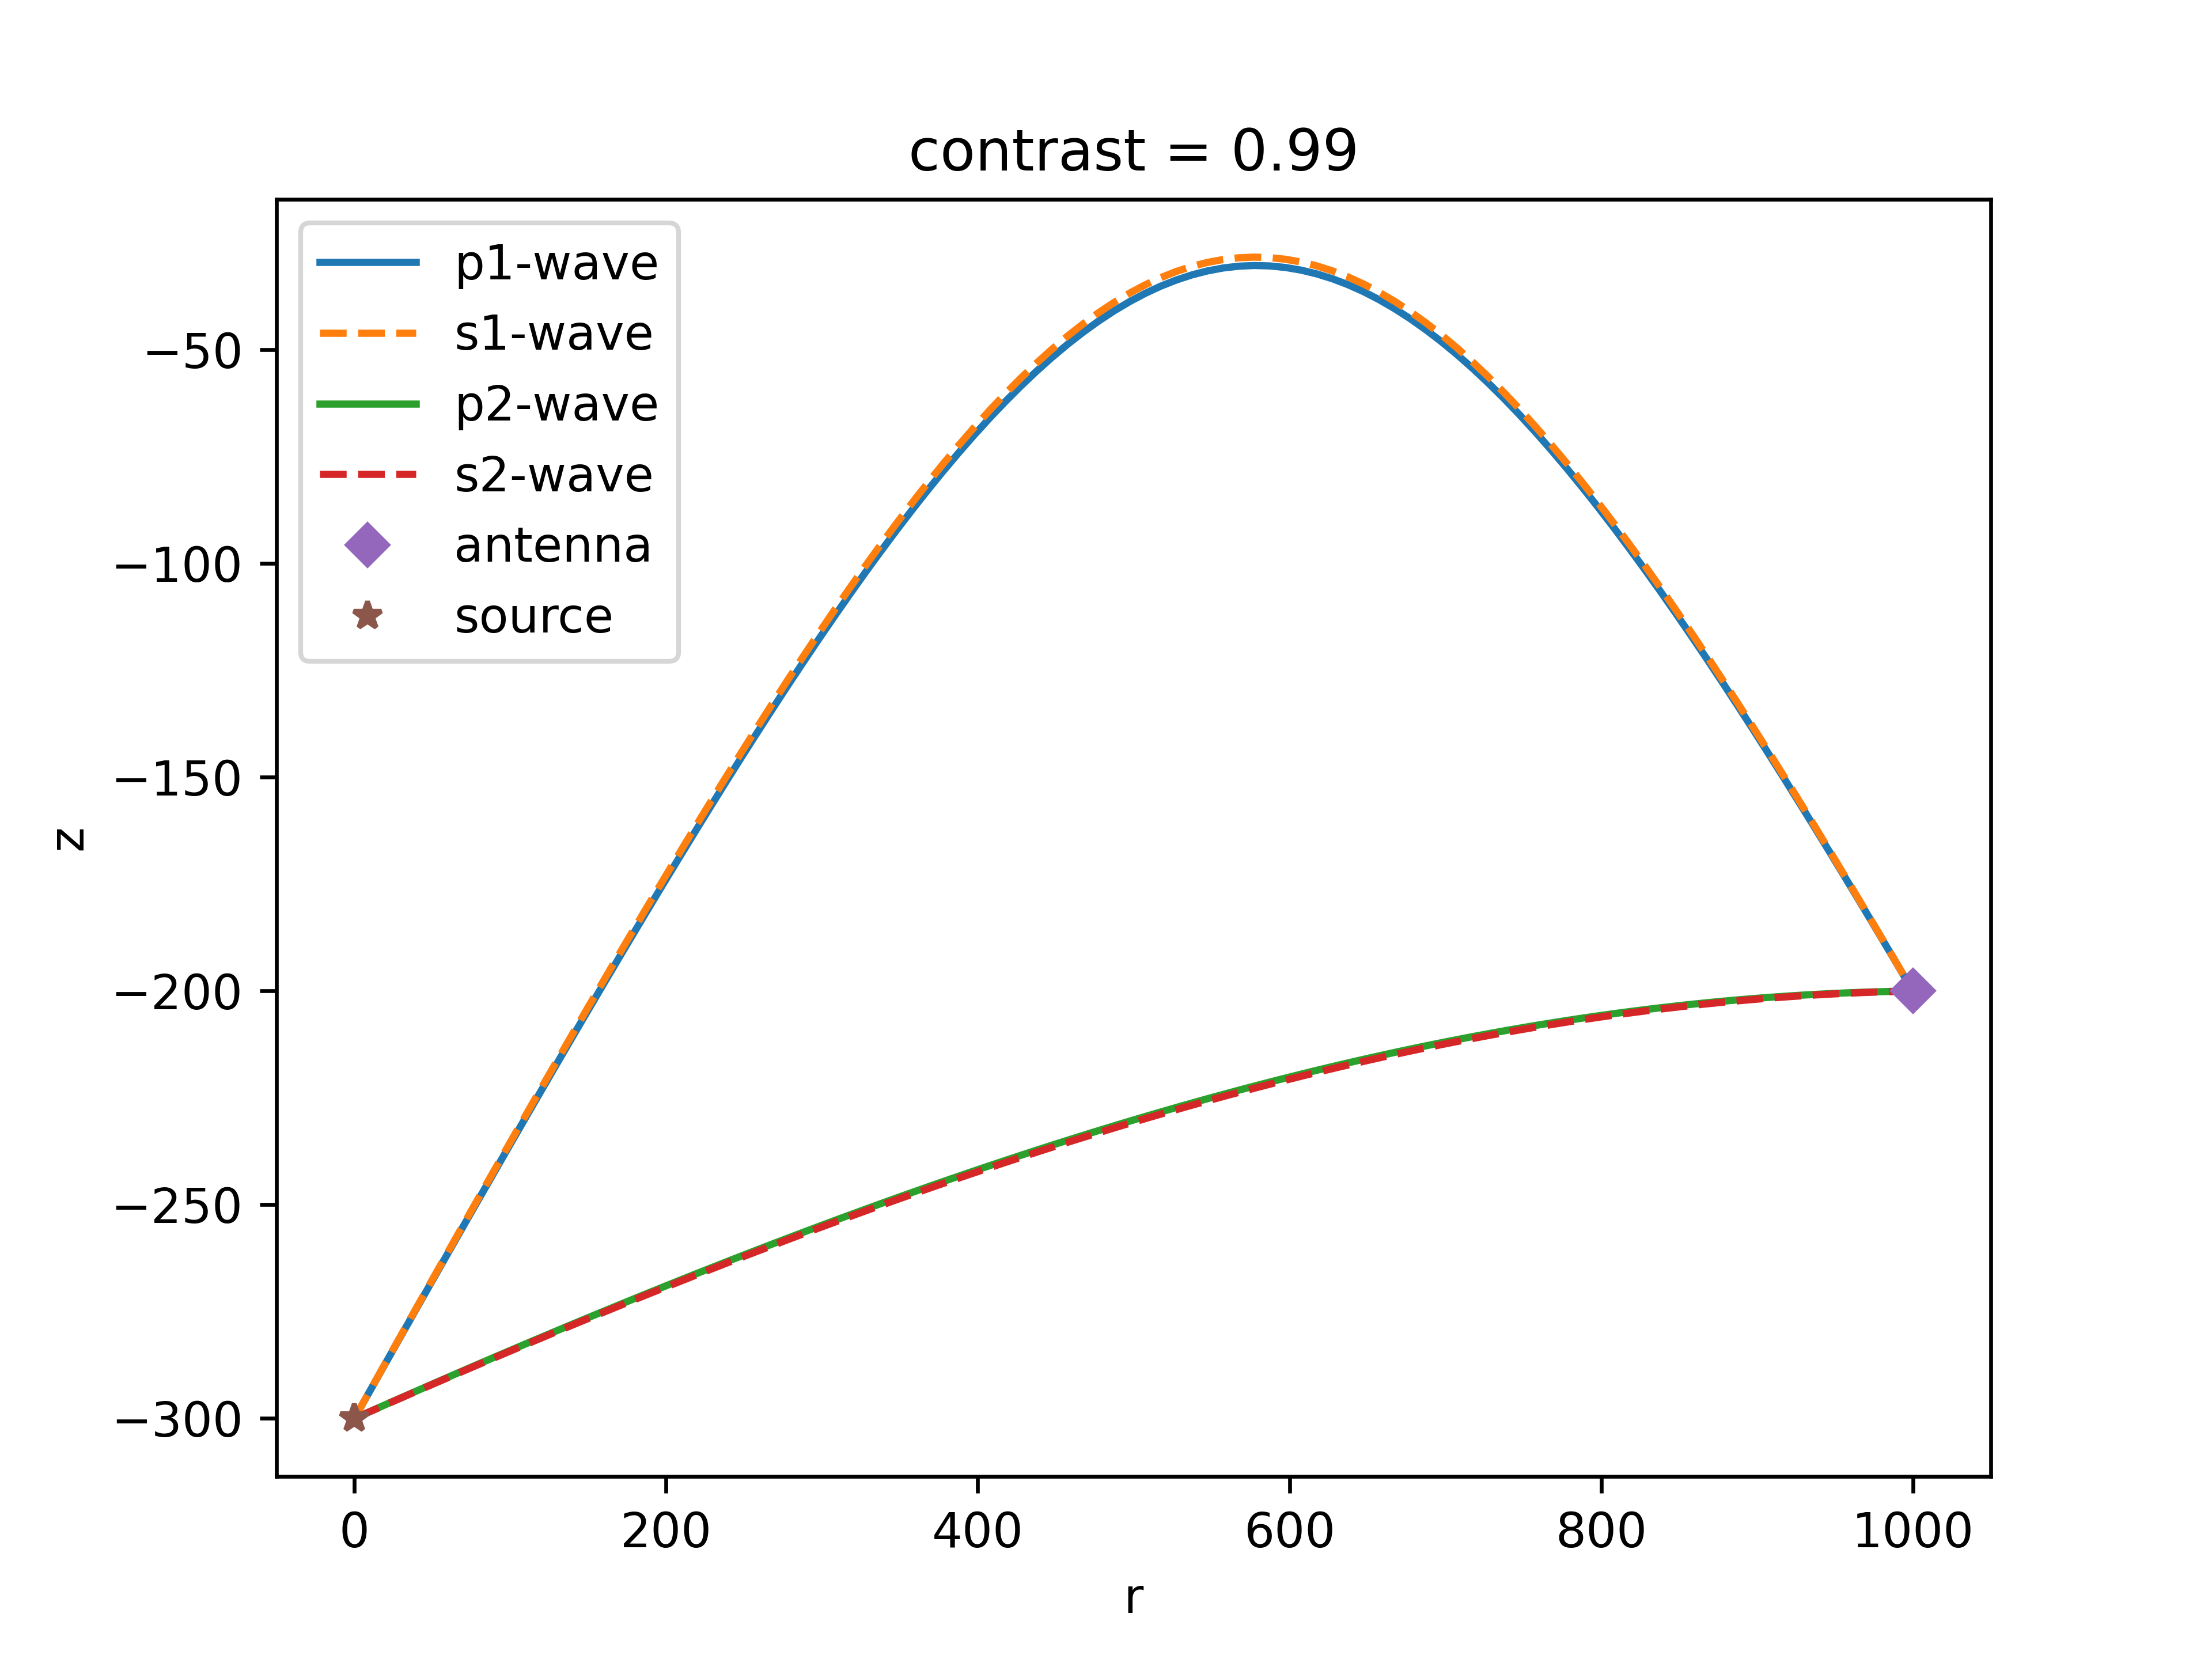 contrast = 0.99
p1-wave
s1-wave
p2-wave
s2-wave
antenna
source
−50
−100
−150
−200
−250
−300
z
0 200 400 600 800 1000
r